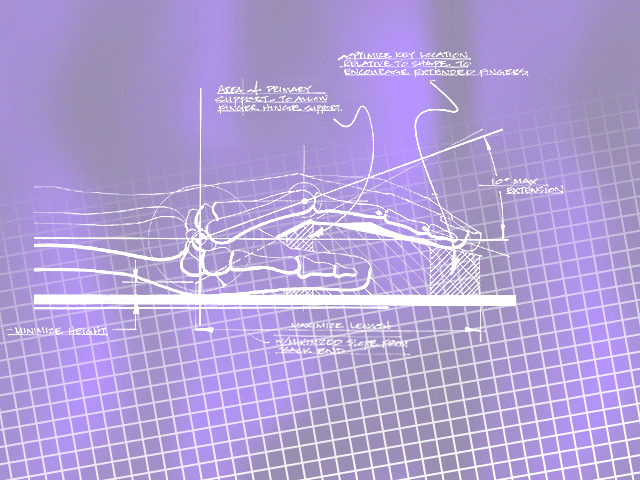 OPTIMIZE KEY LOCATION
RELATIVE TO SHAPE TO
ENCOURAGE EXTENDED FINGERS.
AREA of PRIMARY
SUPPORT - TO ALLOW
FINGER HINGE SUPPORT.
10° MAX
EXTENSION
MINIMIZE HEIGHT
MAXIMIZE LENGTH
MINIMIZED SLOPE FROM
BACK END